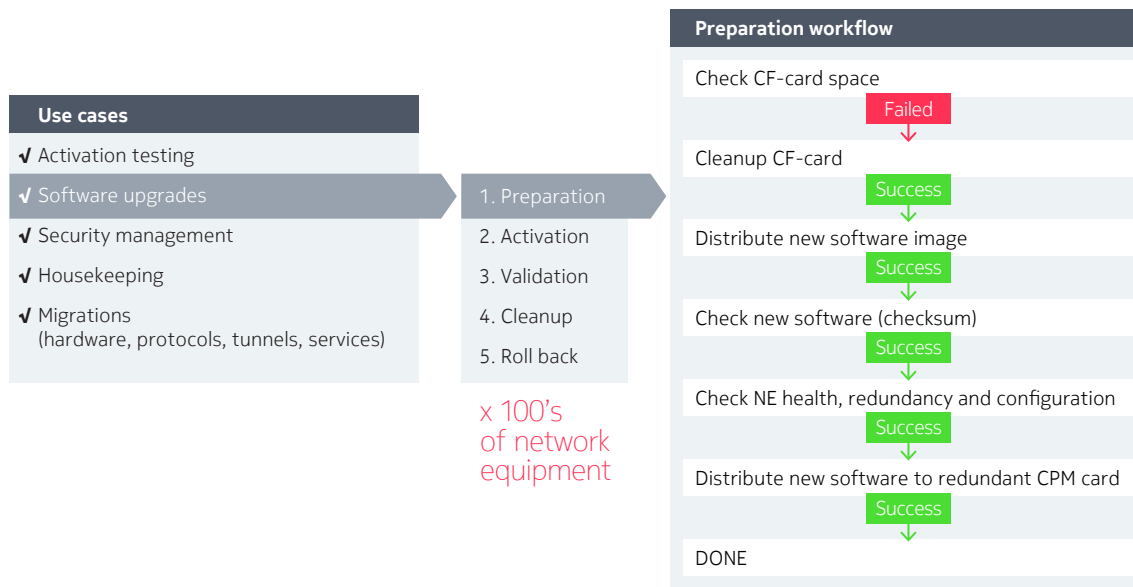 Use cases
√ Activation testing
√ Software upgrades
√ Security management
√ Housekeeping
√ Migrations
(hardware, protocols, tunnels, services)
1. Preparation
2. Activation
3. Validation
4. Cleanup
5. Roll back
x 100's
of network
equipment
Preparation workflow
Check CF-card space
Failed
Cleanup CF-card
Success
Distribute new software image
Success
Check new software (checksum)
Success
Check NE health, redundancy and configuration
Success
Distribute new software to redundant CPM card
Success
DONE